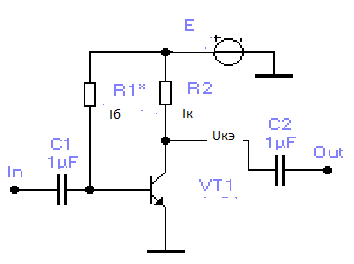 E
R1* R2
Iб Iк
C1
1µF
Uкэ
C2
1µF
In
Out
VT1